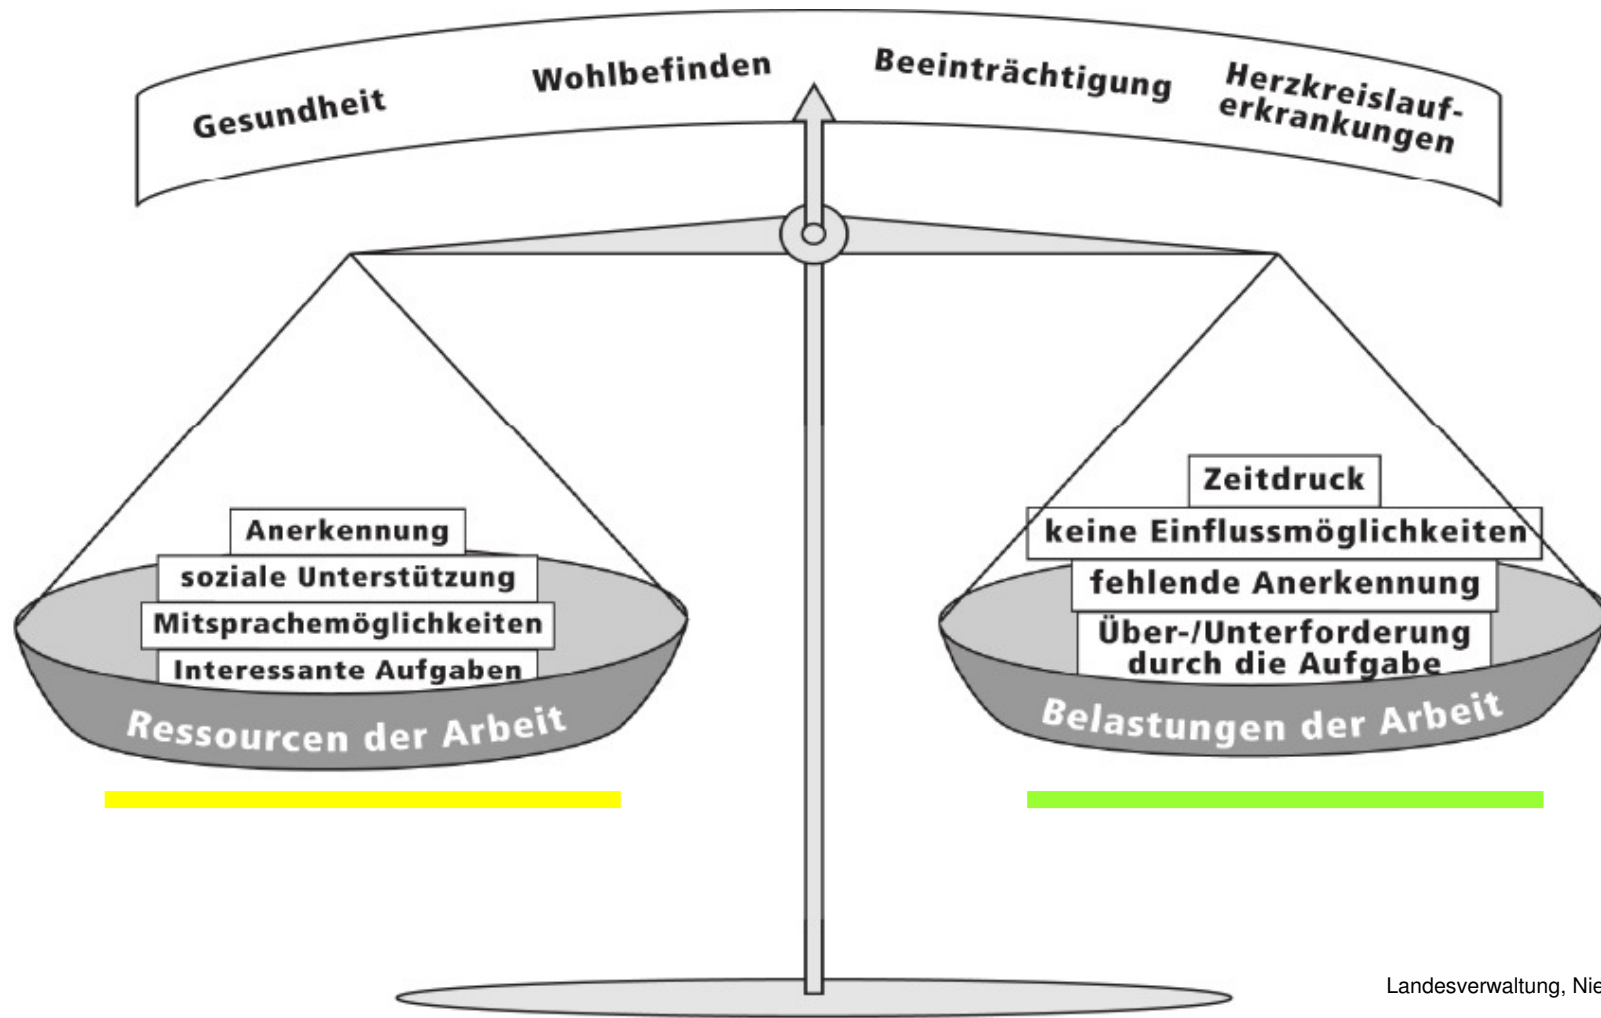 Gesundheit
Wohlbefinden
Beeinträchtigung
Herzkreislauf-
erkrankungen
Anerkennung
soziale Unterstützung
Mitsprachemöglichkeiten
Interessante Aufgaben
Ressourcen der Arbeit
Zeitdruck
keine Einflussmöglichkeiten
fehlende Anerkennung
Über-/Unterforderung
durch die Aufgabe
Belastungen der Arbeit
Landesverwaltung,